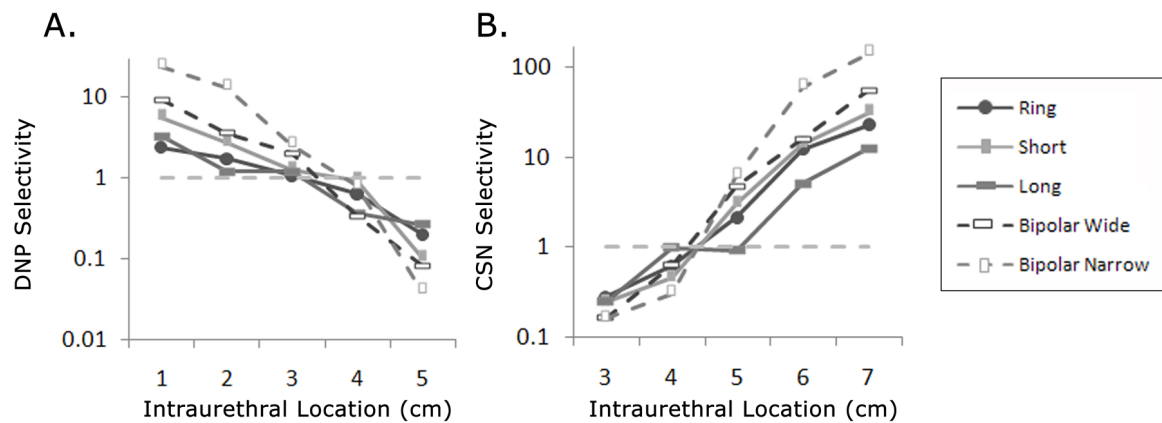 A.
DNP Selectivity
10
1
0.1
0.01
1 2 3 4 5
Intraurethral Location (cm)
B.
CSN Selectivity
100
10
1
0.1
3 4 5 6 7
Intraurethral Location (cm)
Ring
Short
Long
Bipolar Wide
Bipolar Narrow